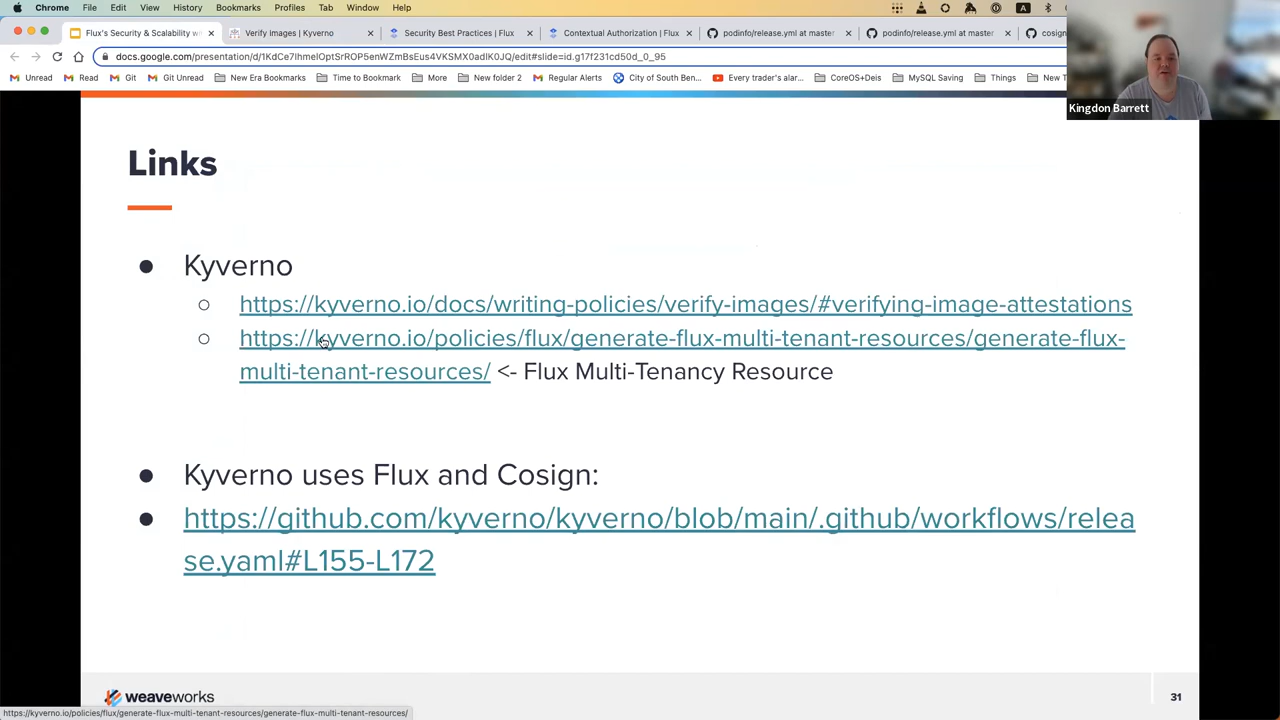 Chrome File Edit View History Bookmarks Profiles Tab Window Help A
Flux's Security & Scalability wi Verify Images | Kyverno Security Best Practices | Flux Contextual Authorization | Flux podinfo/release.yml at master podinfo/release.yml at master cosign
docs.google.com/presentation/d/1KdCe7IhmelOptSrROP5enWZmBsEus4VKSMX0adIK0JQ/edit#slide=id.g17f231cd50d_0_95
Unread Read Git Git Unread New Era Bookmarks Time to Bookmark More New folder 2 Regular Alerts City of South Ben... Every trader's alar... CoreOS+Deis MySQL Saving Things New T
Kingdon Barrett
Links
Kyverno
https://kyverno.io/docs/writing-policies/verify-images/#verifying-image-attestations
https://kyverno.io/policies/flux/generate-flux-multi-tenant-resources/generate-flux-
multi-tenant-resources/ <- Flux Multi-Tenancy Resource
Kyverno uses Flux and Cosign:
https://github.com/kyverno/kyverno/blob/main/.github/workflows/relea
se.yaml#L155-L172
weaveworks 31
https://kyverno.io/policies/flux/generate-flux-multi-tenant-resources/generate-flux-multi-tenant-resources/